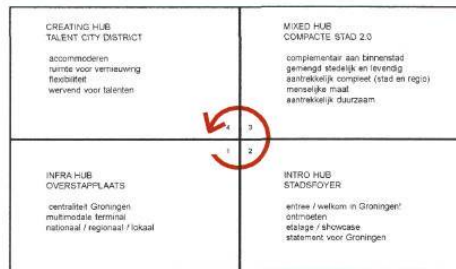 CREATING HUB
TALENT CITY DISTRICT
accommoderen
ruimte voor vernieuwing
flexibiliteit
wervend voor talenten
MIXED HUB
COMPACTE STAD 2.0
complementair aan binnenstad
gemengd stedelijk en levendig
aantrekkelijk compleet (stad en regio)
menselijke maat
aantrekkelijk duurzaam
4 3
1 2
INFRA HUB
OVERSTAPPLAATS
centraliteit Groningen
multimodale terminal
nationaal / regionaal / lokaal
INTRO HUB
STADSFOYER
entree / welkom in Groningen!
ontmoeten
etalage / showcase
statement voor Groningen